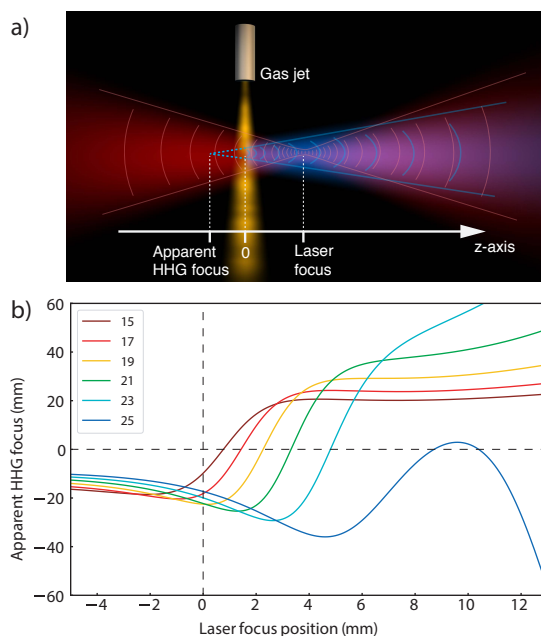 a)
Gas jet
Apparent
HHG focus
0
Laser
focus
z-axis
b)
60
40
20
0
−20
−40
−60
15
17
19
21
23
25
Apparent HHG focus (mm)
−4
−2
0
2
4
6
8
10
12
Laser focus position (mm)